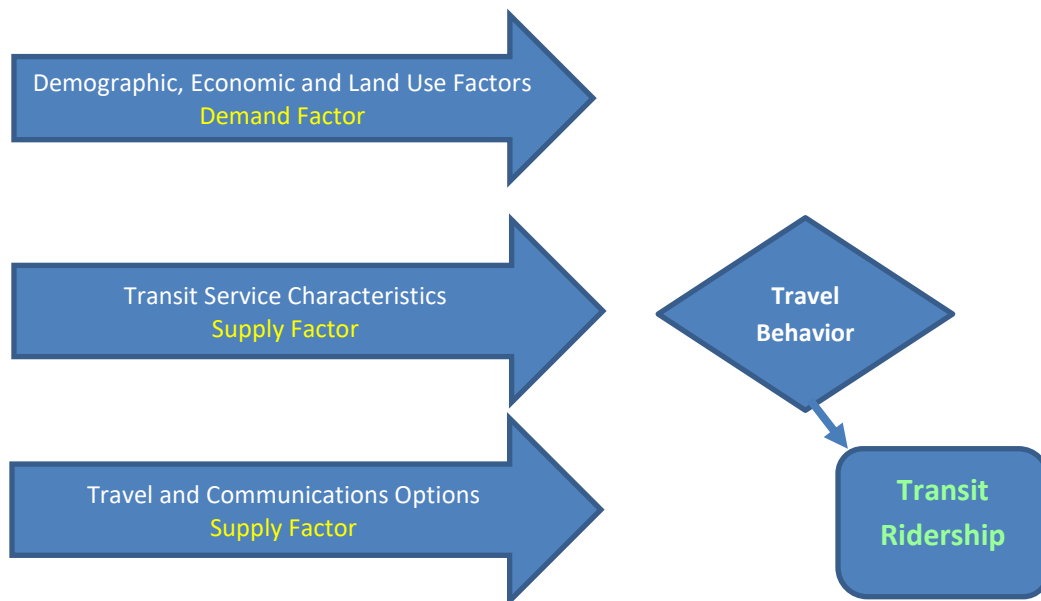 Demographic, Economic and Land Use Factors
Demand Factor
Transit Service Characteristics
Supply Factor
Travel
Behavior
Travel and Communications Options
Supply Factor
Transit
Ridership